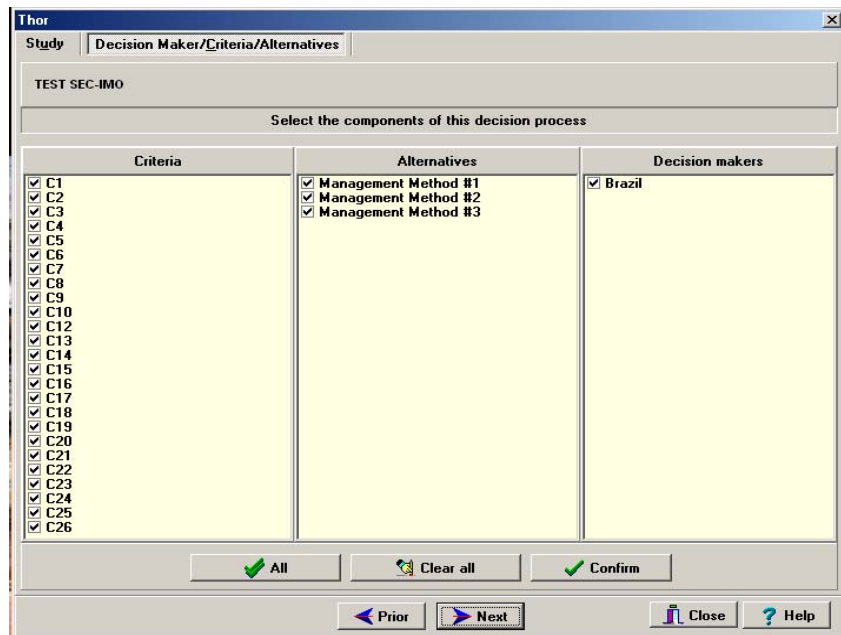 Thor
Study
Decision Maker/Criteria/Alternatives
TEST SEC-IMO
Select the components of this decision process
Criteria
C1
C2
C3
C4
C5
C6
C7
C8
C9
C10
C12
C13
C14
C15
C16
C17
C18
C19
C20
C21
C22
C23
C24
C25
C26
Alternatives
Management Method #1
Management Method #2
Management Method #3
Decision makers
Brazil
All
Clear all
Confirm
Prior
Next
Close
Help